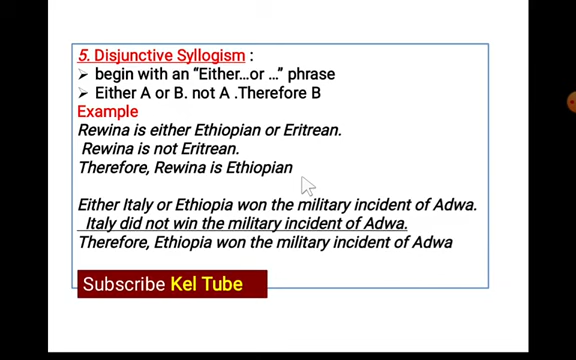 5. Disjunctive Syllogism :
➢ begin with an “Either…or …” phrase
➢ Either A or B. not A .Therefore B
Example
Rewina is either Ethiopian or Eritrean.
Rewina is not Eritrean.
Therefore, Rewina is Ethiopian
Either Italy or Ethiopia won the military incident of Adwa.
Italy did not win the military incident of Adwa.
Therefore, Ethiopia won the military incident of Adwa
Subscribe Kel Tube